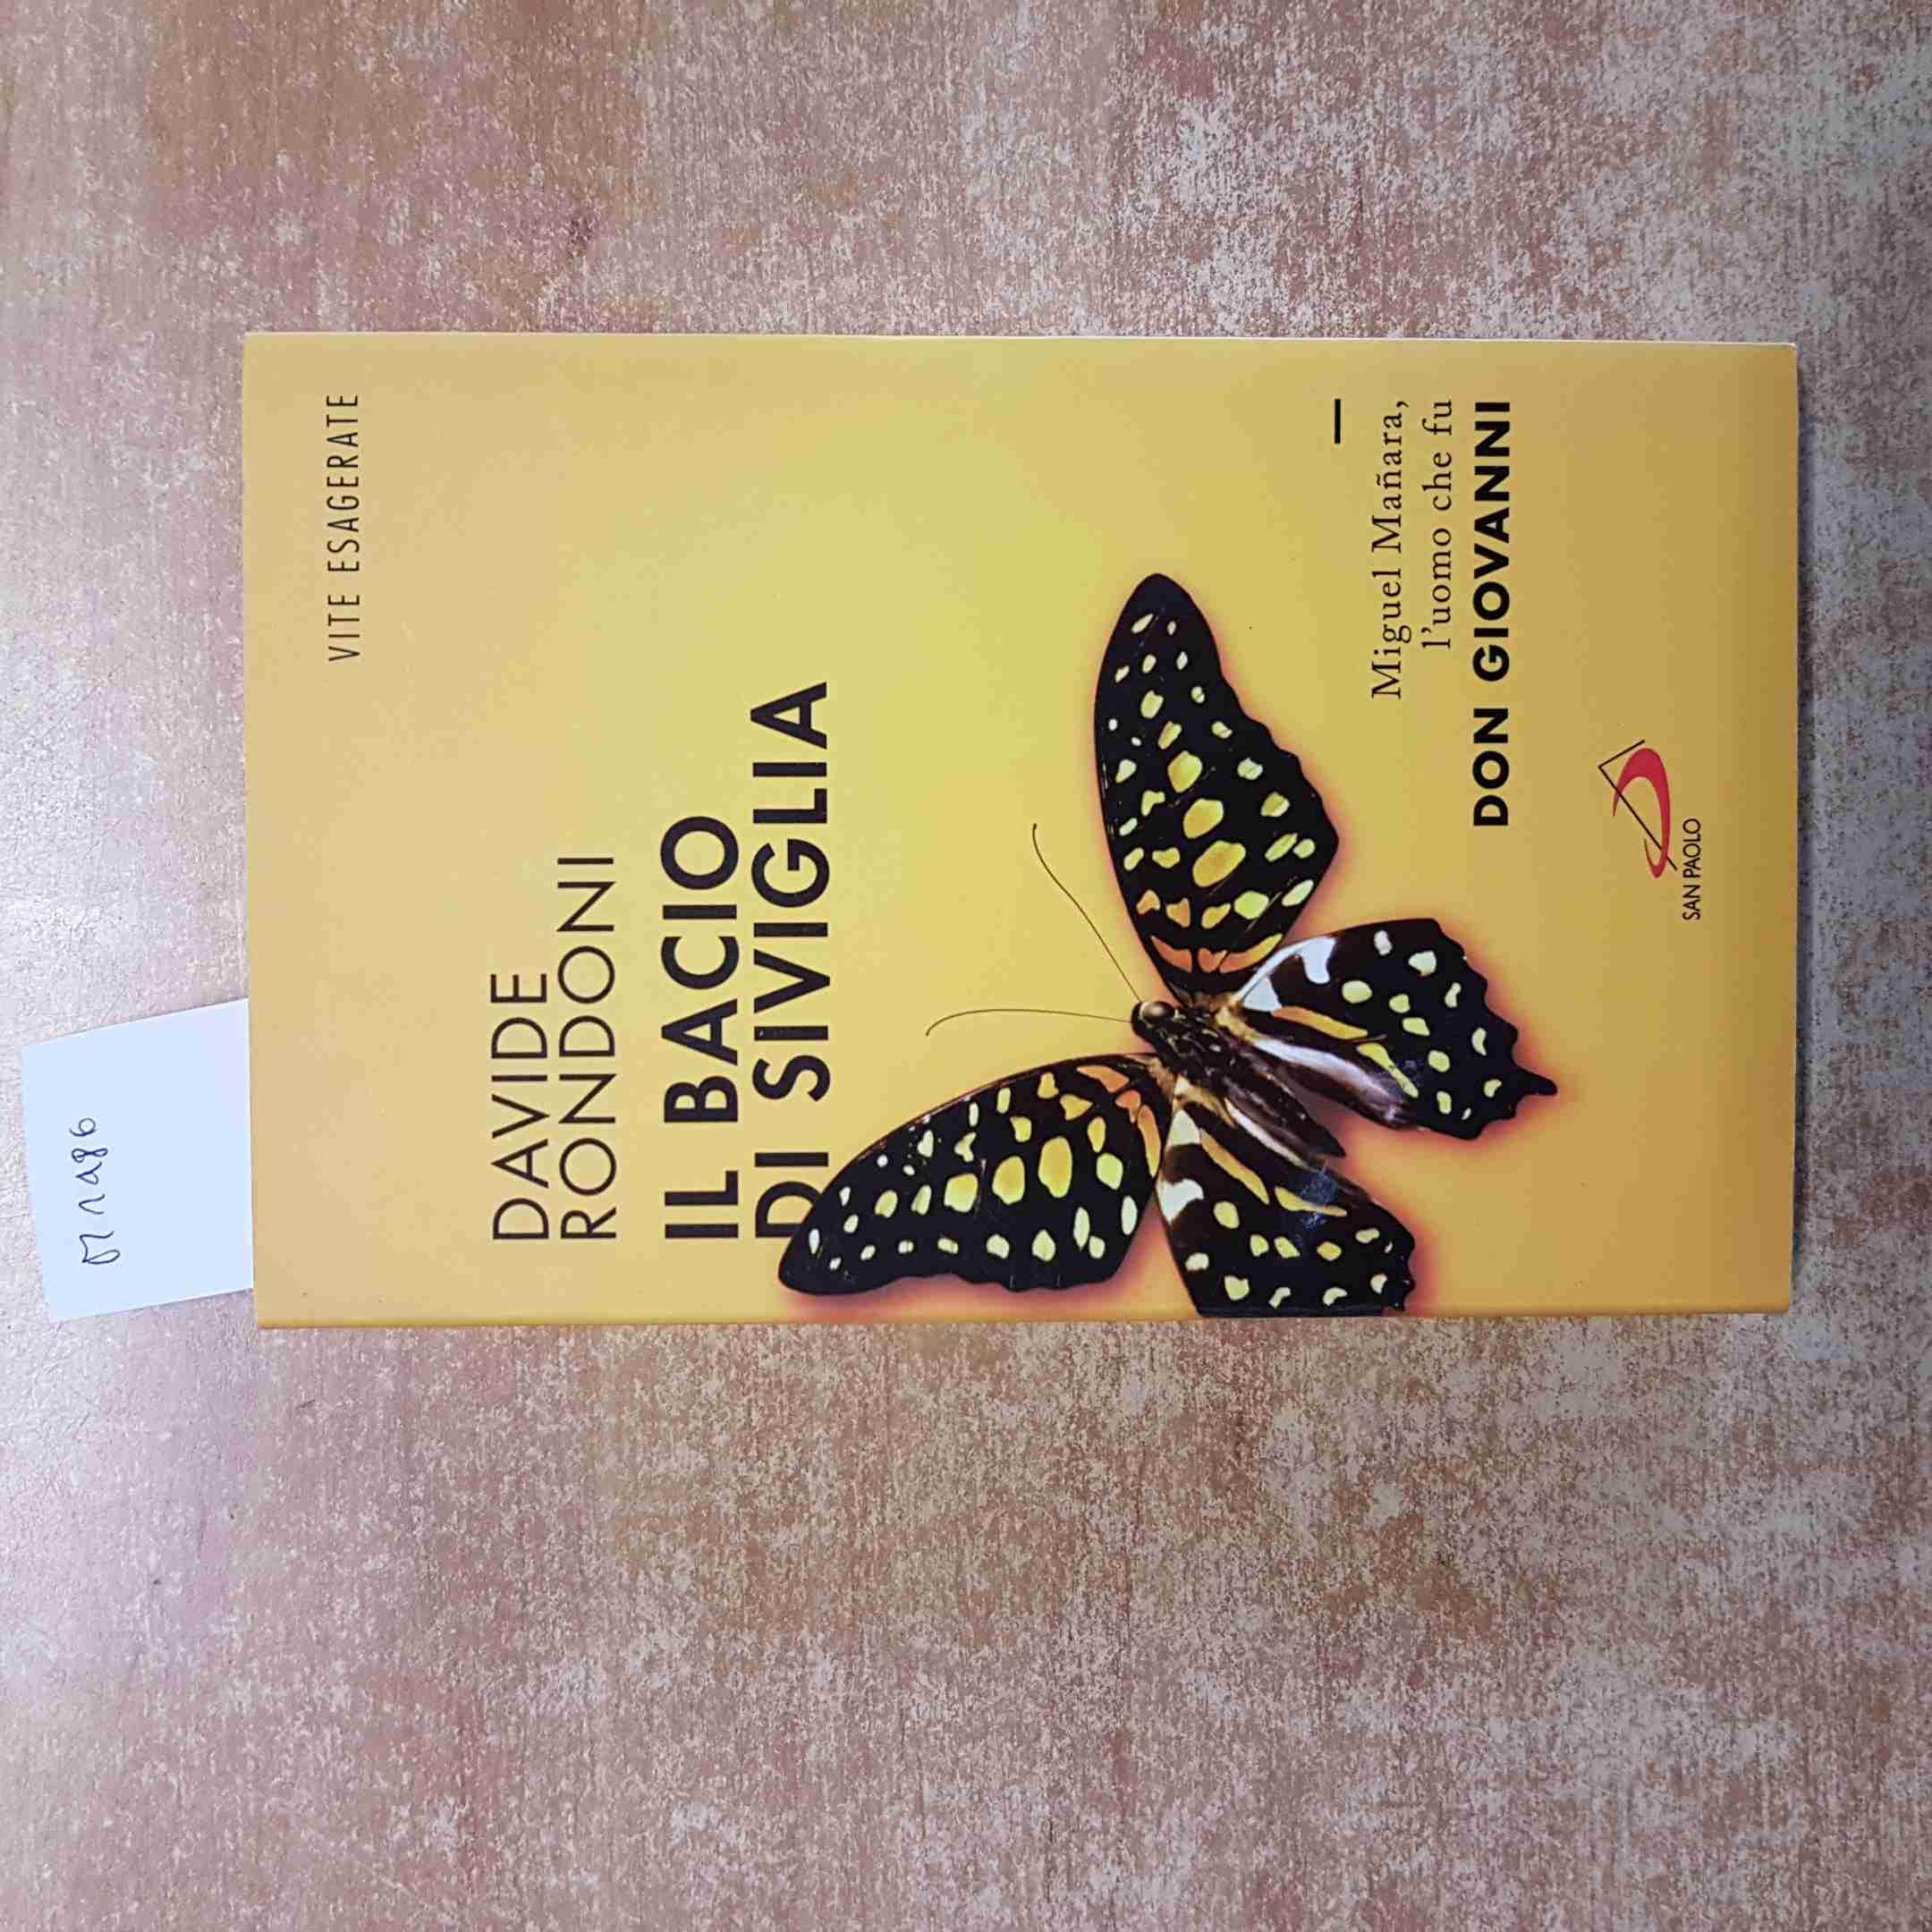 VITE ESAGERATE
DAVIDE
RONDONI
IL BACIO
DI SIVIGLIA
Miguel Mañara,
l'uomo che fu
DON GIOVANNI
SAN PAOLO